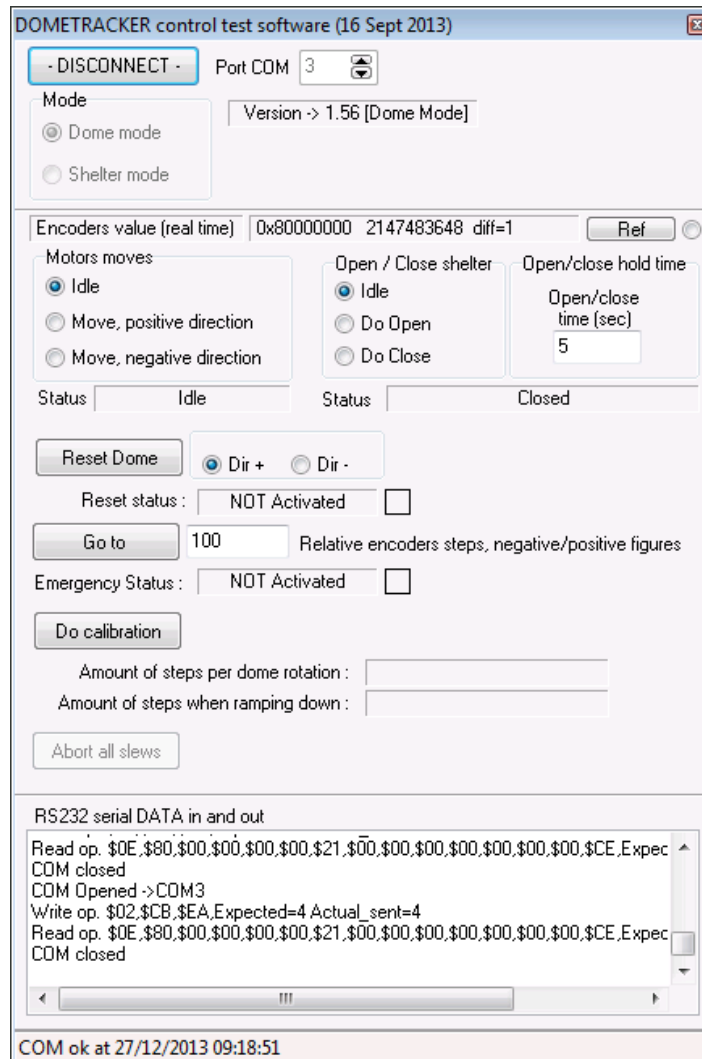 DOMETRACKER control test software (16 Sept 2013)
- DISCONNECT - Port COM 3
Mode
Dome mode
Version -> 1.56 [Dome Mode]
Shelter mode
Encoders value (real time) 0x80000000 2147483648 diff=1 Ref
Motors moves Open / Close shelter Open/close hold time
Idle Idle Open/close
Move, positive direction Do Open time (sec)
Move, negative direction Do Close 5
Status Idle Status Closed
Reset Dome Dir + Dir -
Reset status : NOT Activated
Go to 100 Relative encoders steps, negative/positive figures
Emergency Status : NOT Activated
Do calibration
Amount of steps per dome rotation :
Amount of steps when ramping down :
Abort all slews
RS232 serial DATA in and out
Read op. $0E,$80,$00,$00,$00,$00,$21,$00,$00,$00,$00,$00,$00,$CE,Expec
COM closed
COM Opened ->COM3
Write op. $02,$CB,$EA,Expected=4 Actual_sent=4
Read op. $0E,$80,$00,$00,$00,$00,$21,$00,$00,$00,$00,$00,$00,$CE,Expec
COM closed
COM ok at 27/12/2013 09:18:51